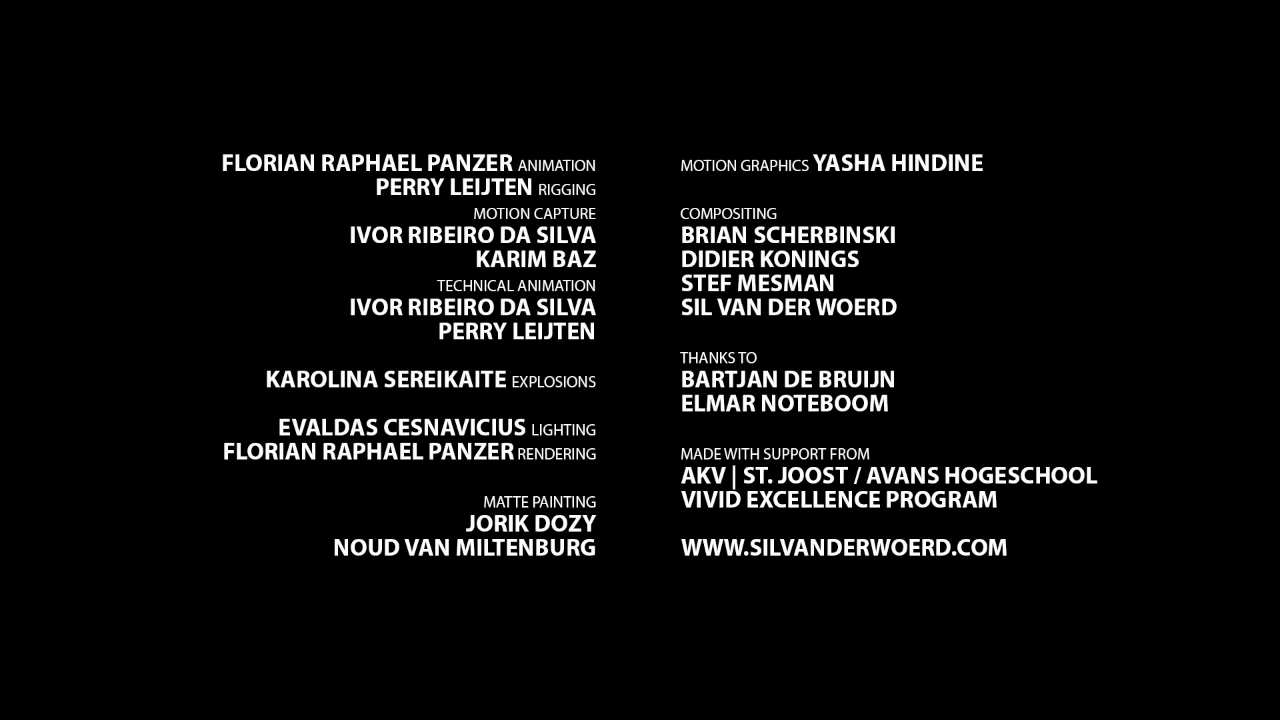 FLORIAN RAPHAEL PANZER ANIMATION
PERRY LEIJTEN RIGGING
MOTION CAPTURE
IVOR RIBEIRO DA SILVA
KARIM BAZ
TECHNICAL ANIMATION
IVOR RIBEIRO DA SILVA
PERRY LEIJTEN
KAROLINA SEREIKAITE EXPLOSIONS
EVALDAS CESNAVICIUS LIGHTING
FLORIAN RAPHAEL PANZER RENDERING
MATTE PAINTING
JORIK DOZY
NOUD VAN MILTENBURG
MOTION GRAPHICS YASHA HINDINE
COMPOSITING
BRIAN SCHERBINSKI
DIDIER KONINGS
STEF MESMAN
SIL VAN DER WOERD
THANKS TO
BARTJAN DE BRUIJN
ELMAR NOTEBOOM
MADE WITH SUPPORT FROM
AKV | ST. JOOST / AVANS HOGESCHOOL
VIVID EXCELLENCE PROGRAM
WWW.SILVANDERWOERD.COM